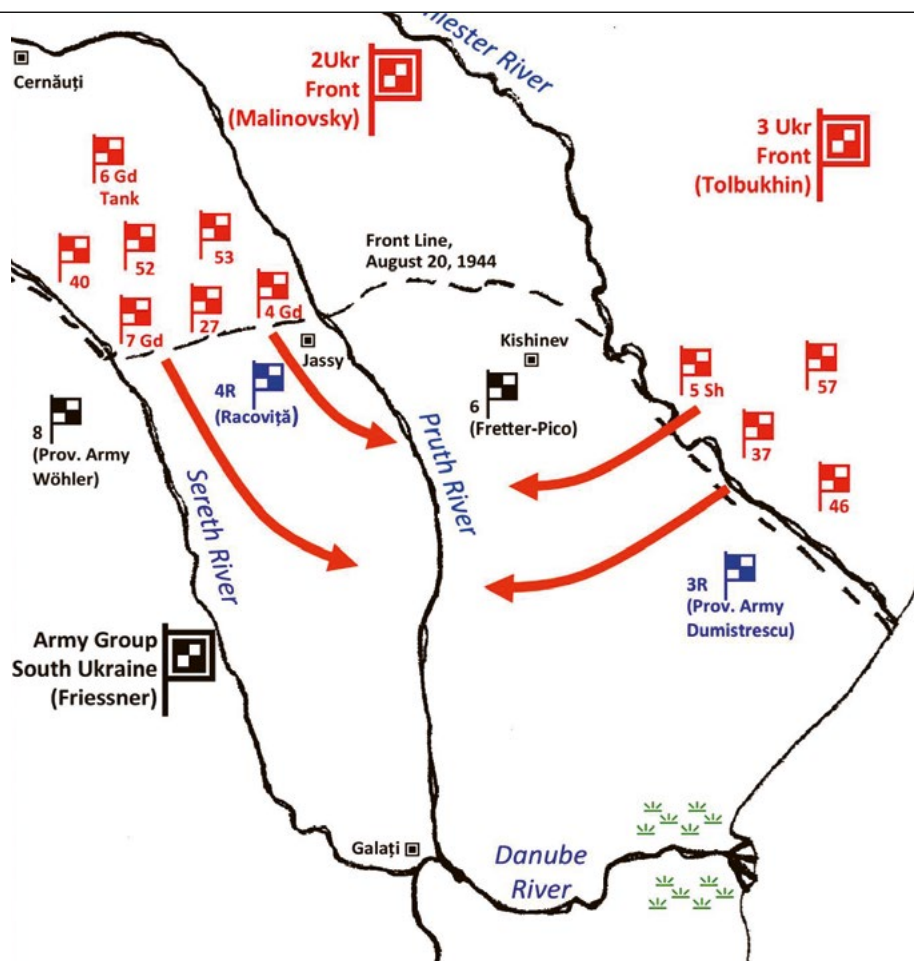 niester River
2Ukr
Front
(Malinovsky)
Cernăuți
3 Ukr
Front
(Tolbukhin)
6 Gd
Tank
53
52
40
Front Line,
August 20, 1944
4 Gd
27
7 Gd
Jassy
Kishinev
5 Sh
57
4R
(Racoviță)
6
(Fretter-Pico)
37
8
(Prov. Army
Wöhler)
Pruth River
46
Sereth River
3R
(Prov. Army
Dumistrescu)
Army Group
South Ukraine
(Friessner)
Galați
Danube
River